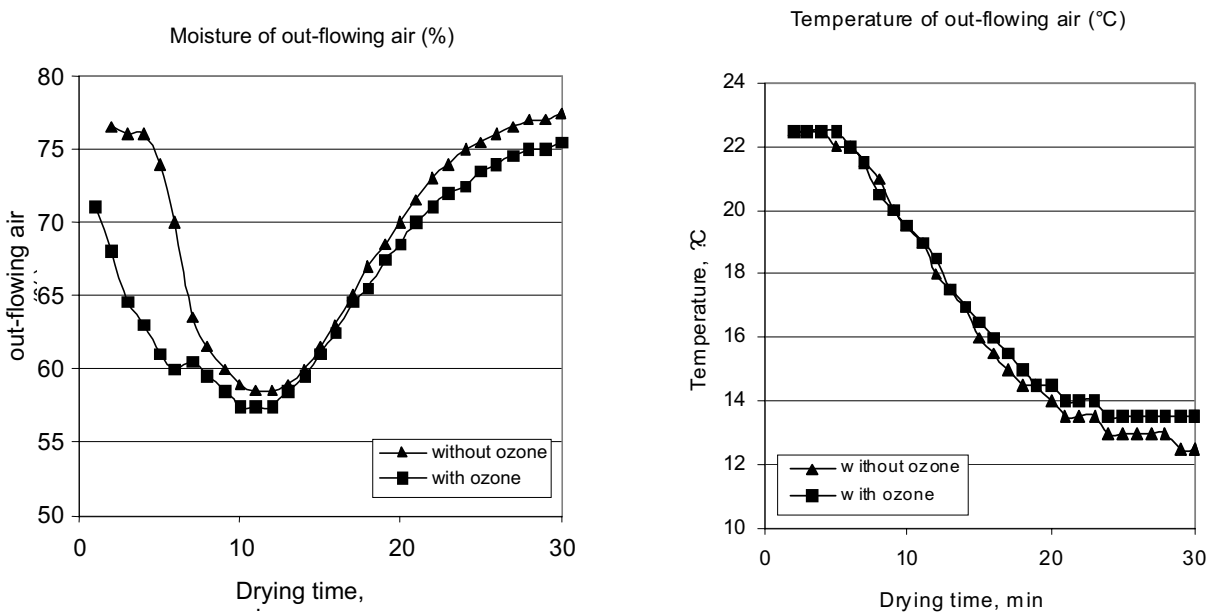 Moisture of out-flowing air (%)
80
75
70
65
60
55
50
out-flowing air
without ozone
with ozone
0 10 20 30
Drying time,
Temperature of out-flowing air (°C)
24
22
20
18
16
14
12
10
Temperature, ?C
w ithout ozone
w ith ozone
0 10 20 30
Drying time, min